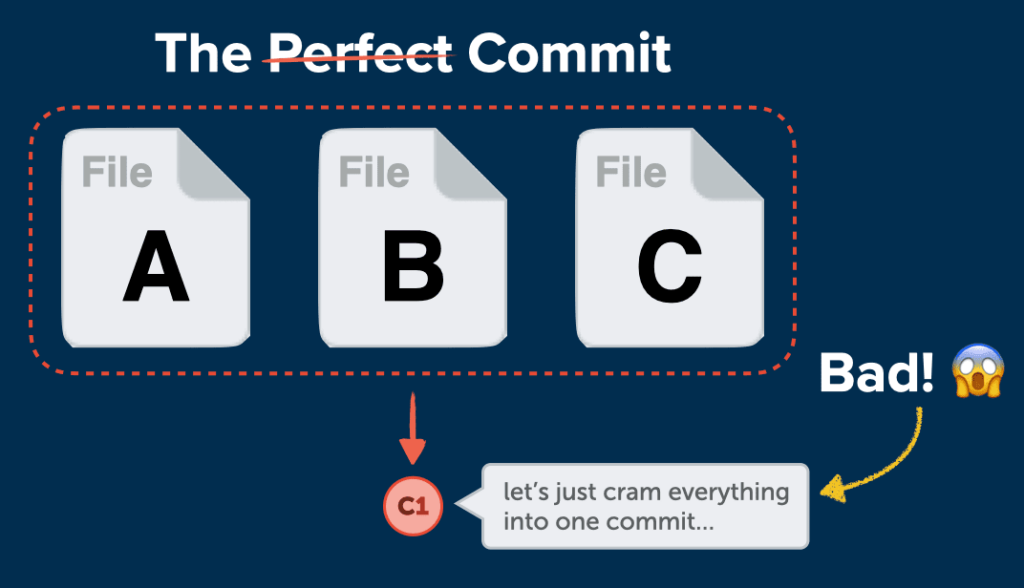 The Perfect Commit
File
A
File
B
File
C
Bad! 😱
C1
let’s just cram everything
into one commit...